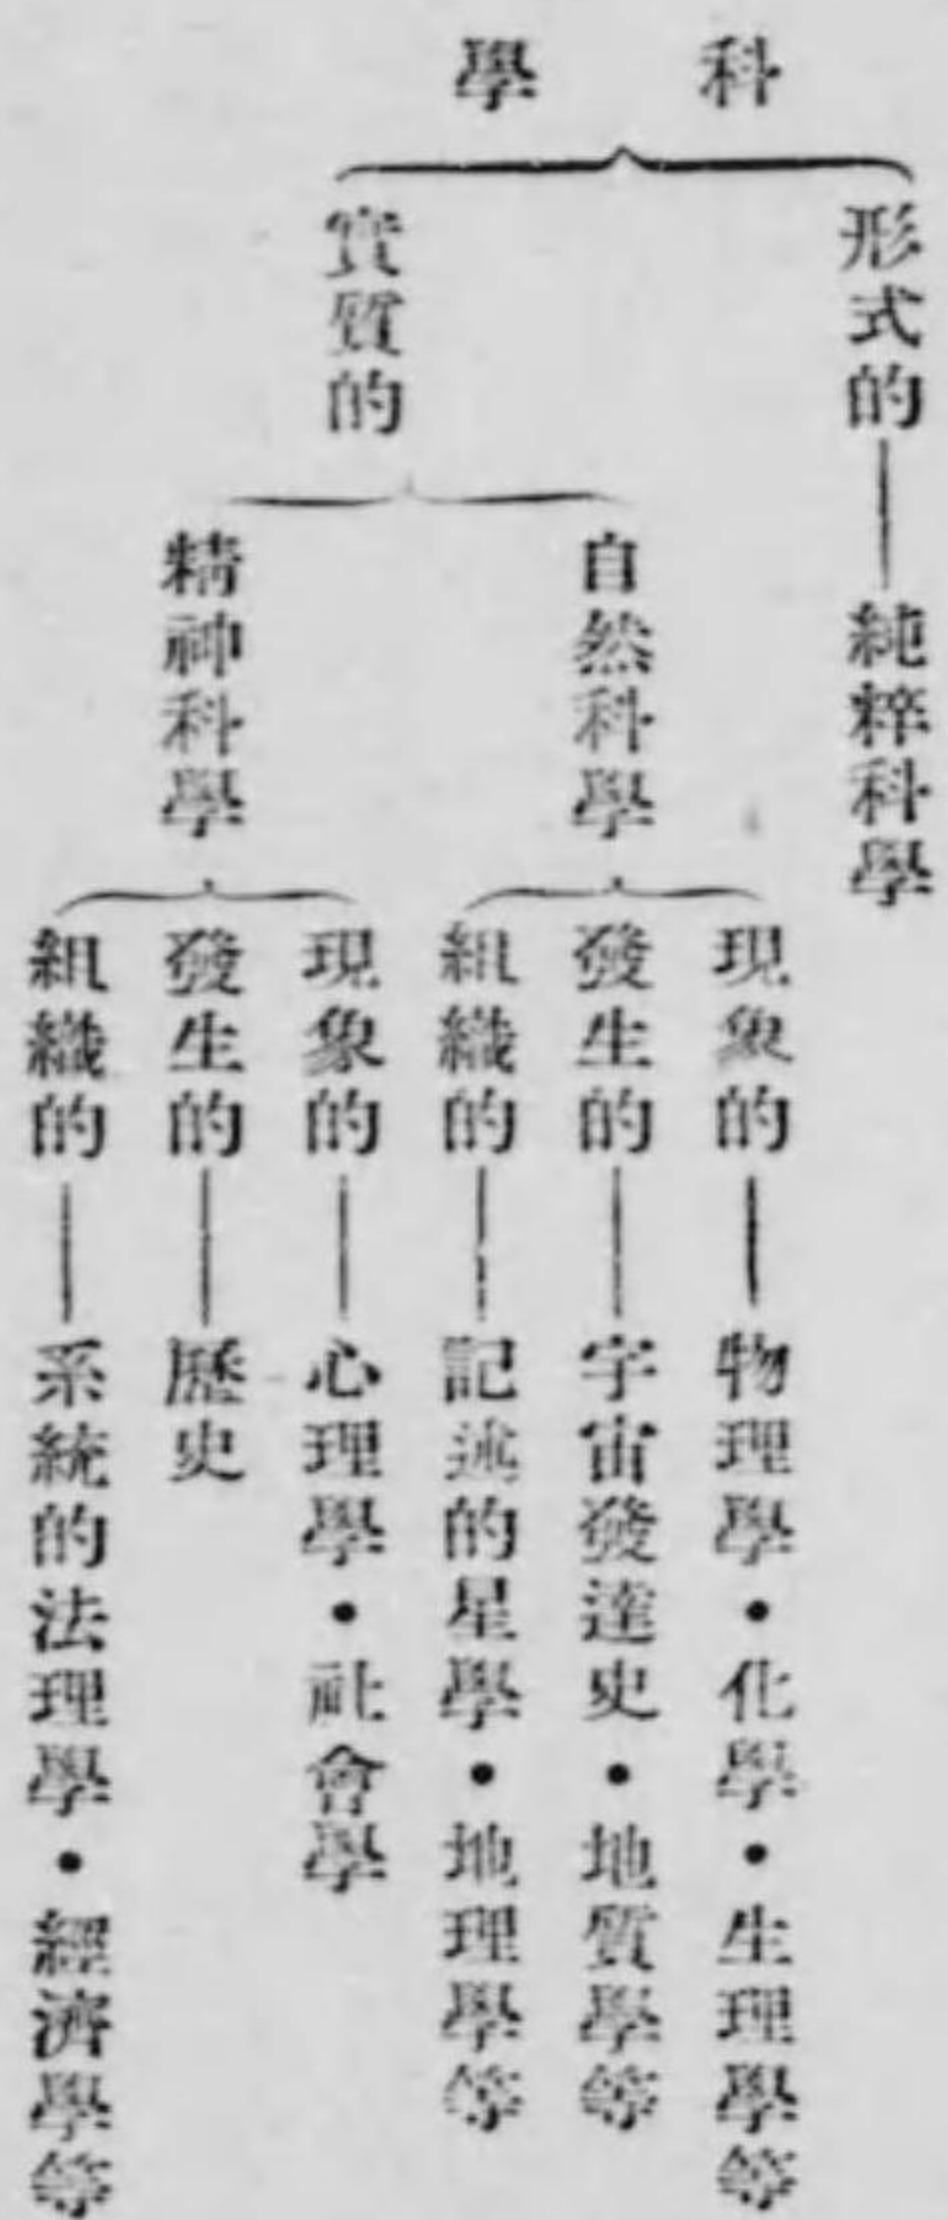 科學
形式的——純粹科學
實質的
自然科學
現象的——物理學・化學・生理學等
發生的——宇宙發達史・地質學等
組織的——記述的星學・地理學等
精神科學
現象的——心理學・社會學
發生的——歷史
組織的——系統的法理學・經濟學等